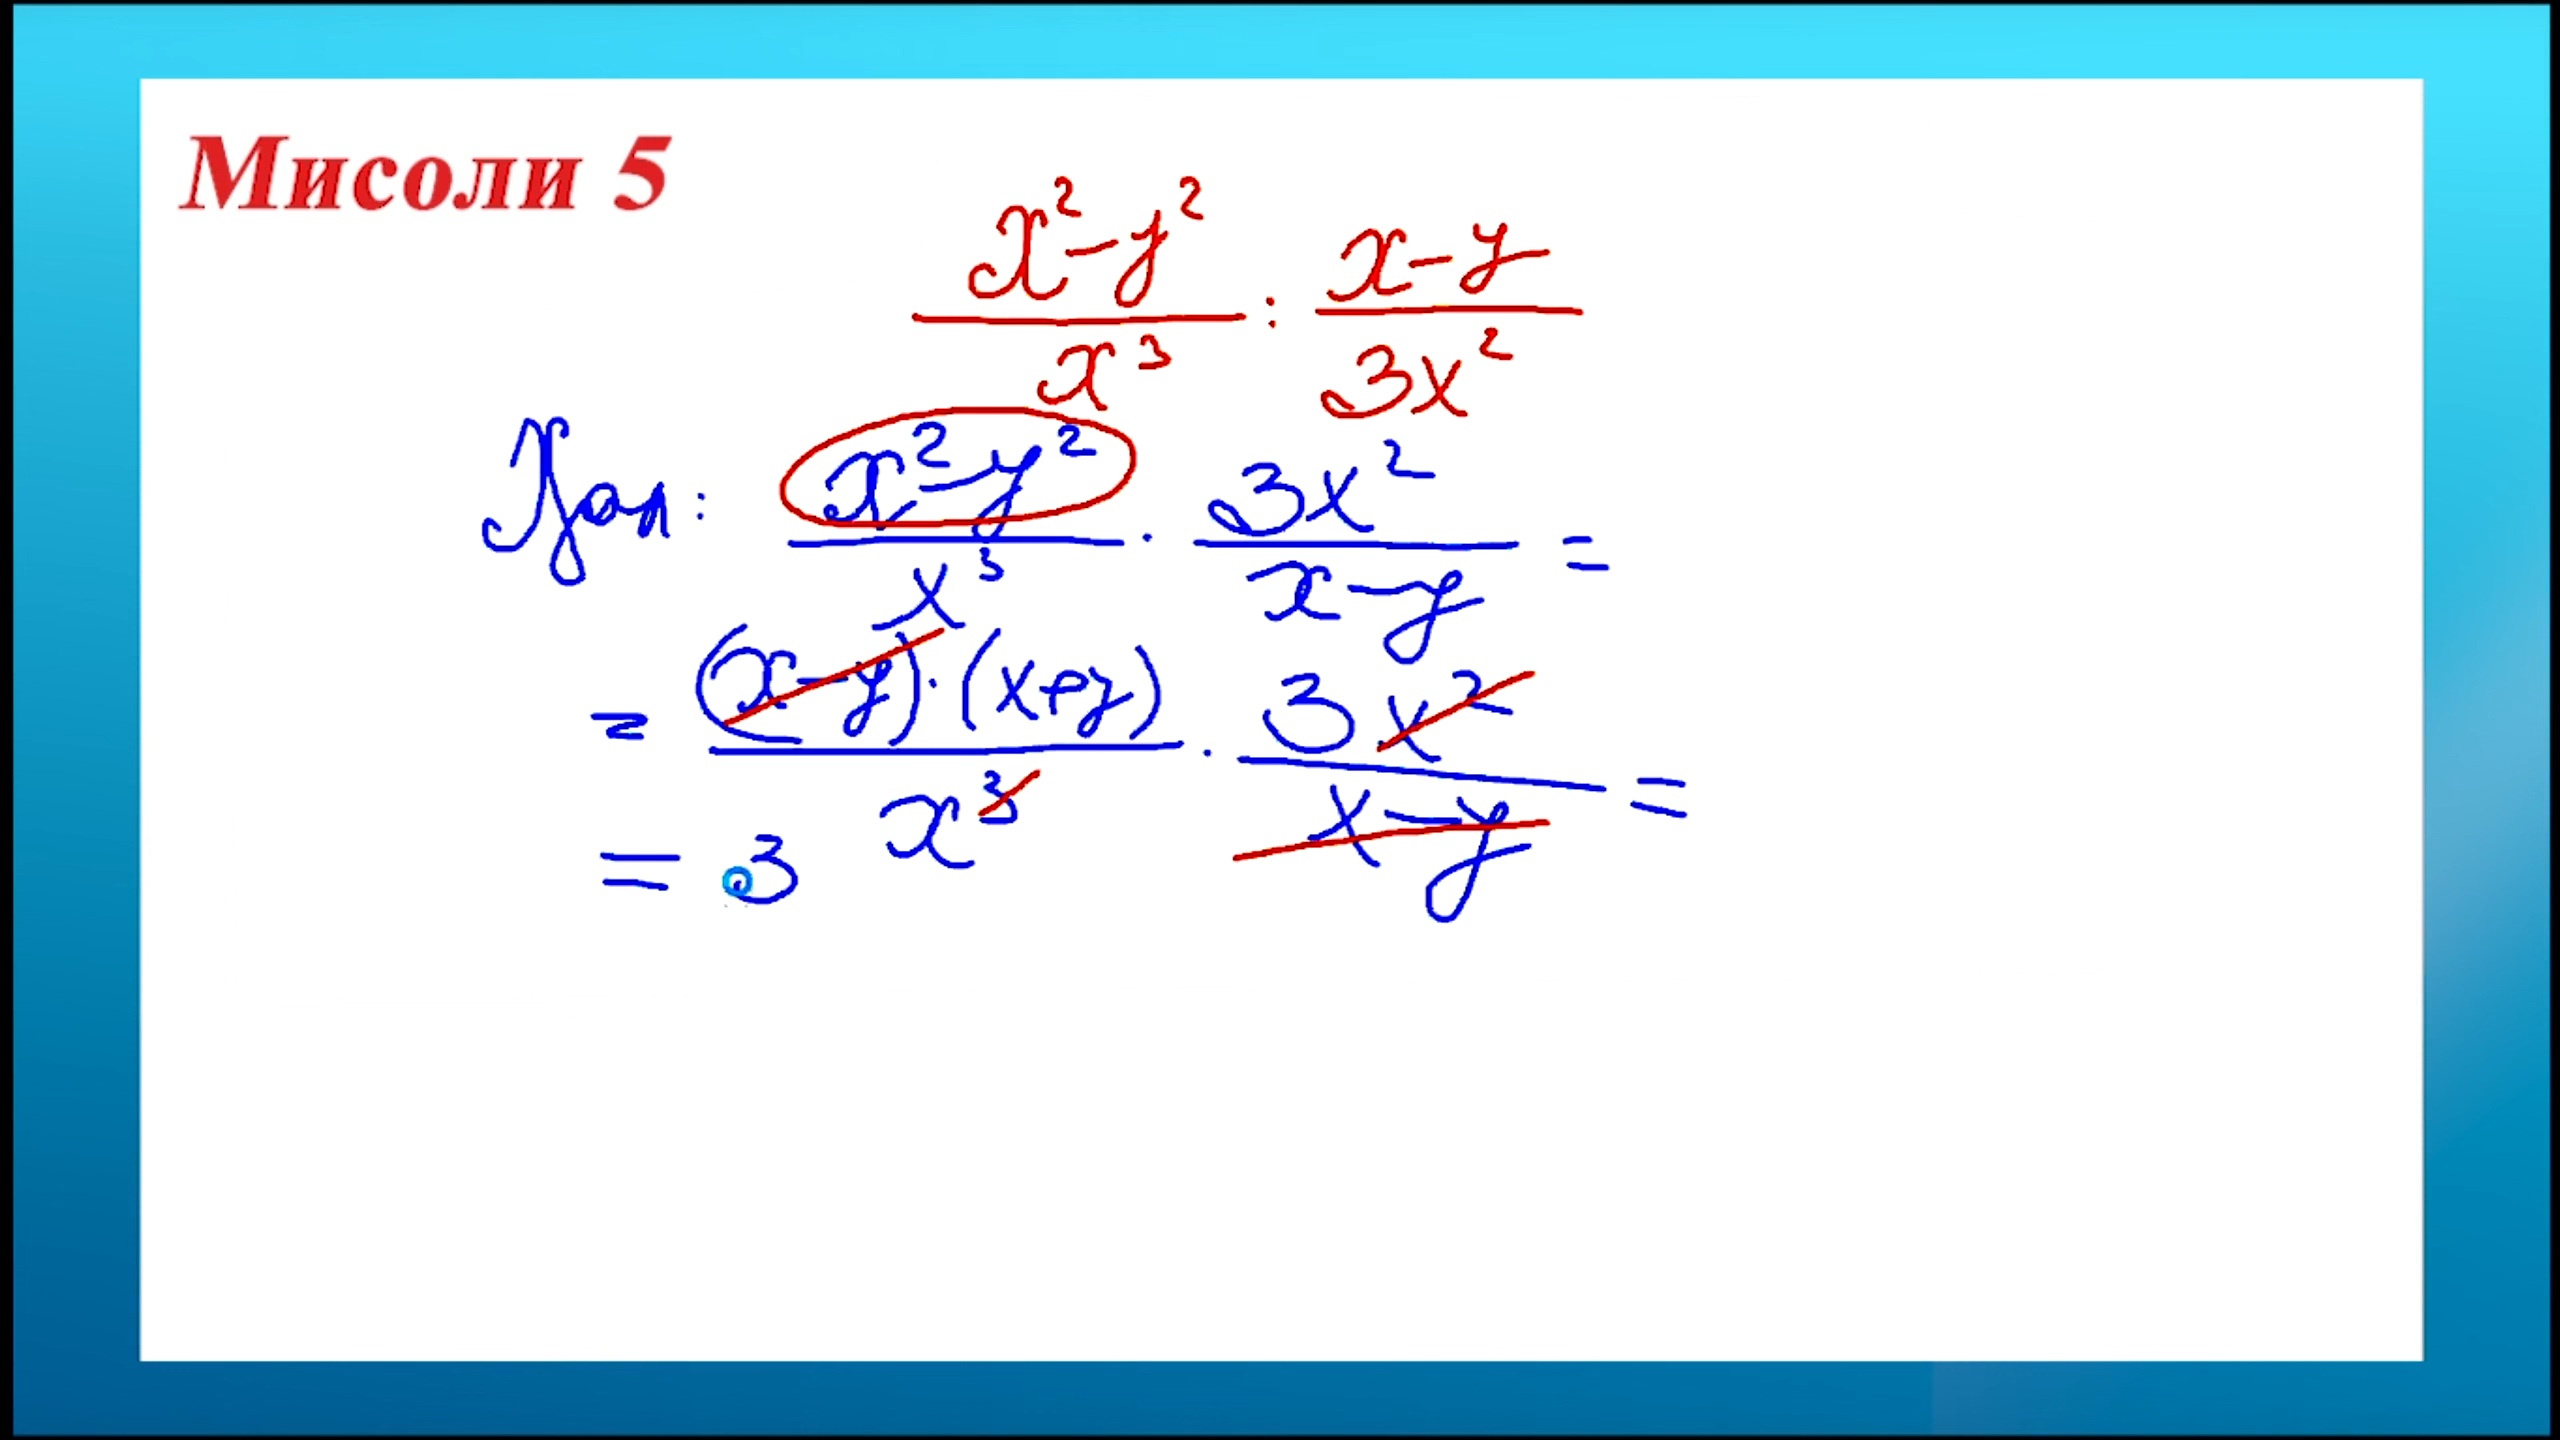 Мисоли 5
(x² - y²)/x³ : (x - y)/(3x²)
Ҳал: (x² - y²)/x³ · 3x²/(x - y) =
= ((x - y) · (x + y))/x³ · 3x²/(x - y) =
= 3